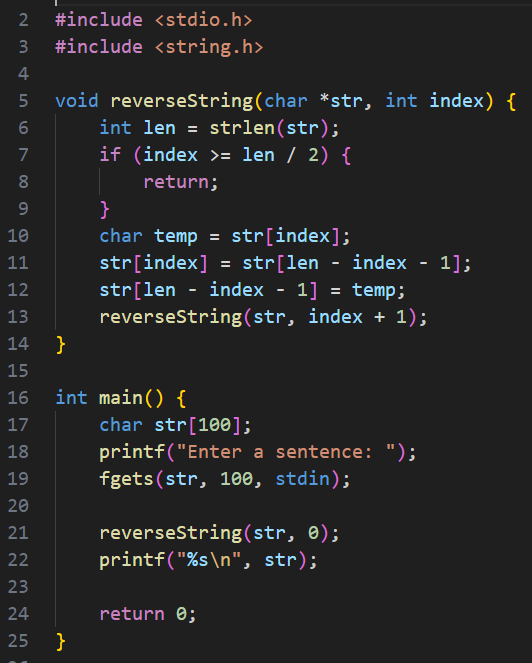 2 #include <stdio.h>
3 #include <string.h>
4
5 void reverseString(char *str, int index) {
6     int len = strlen(str);
7     if (index >= len / 2) {
8         return;
9     }
10     char temp = str[index];
11     str[index] = str[len - index - 1];
12     str[len - index - 1] = temp;
13     reverseString(str, index + 1);
14 }
15
16 int main() {
17     char str[100];
18     printf("Enter a sentence: ");
19     fgets(str, 100, stdin);
20
21     reverseString(str, 0);
22     printf("%s\n", str);
23
24     return 0;
25 }